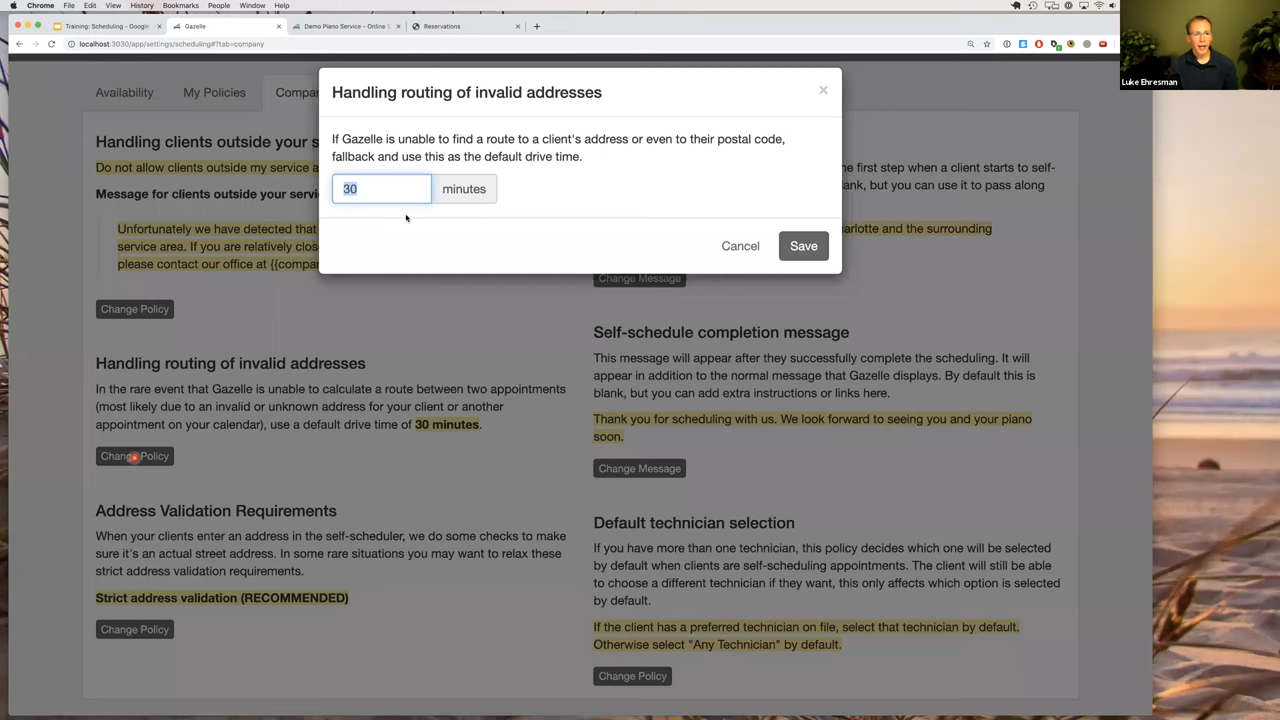 Chrome File Edit View History Bookmarks People Window Help
Training: Scheduling - Google
Gazelle
Demo Piano Service - Online S
Reservations
localhost:3030/app/settings/scheduling#?tab=company
Luke Ehresman
Availability
My Policies
Compan
Handling routing of invalid addresses
If Gazelle is unable to find a route to a client's address or even to their postal code,
fallback and use this as the default drive time.
30 minutes
Cancel
Save
Handling clients outside your s
Do not allow clients outside my service a
Message for clients outside your servi
Unfortunately we have detected that
service area. If you are relatively clos
please contact our office at {{compa
Change Policy
Handling routing of invalid addresses
In the rare event that Gazelle is unable to calculate a route between two appointments
(most likely due to an invalid or unknown address for your client or another
appointment on your calendar), use a default drive time of 30 minutes.
Change Policy
Address Validation Requirements
When your clients enter an address in the self-scheduler, we do some checks to make
sure it's an actual street address. In some rare situations you may want to relax these
strict address validation requirements.
Strict address validation (RECOMMENDED)
Change Policy
he first step when a client starts to self-
ank, but you can use it to pass along
arlotte and the surrounding
Change Message
Self-schedule completion message
This message will appear after they successfully complete the scheduling. It will
appear in addition to the normal message that Gazelle displays. By default this is
blank, but you can add extra instructions or links here.
Thank you for scheduling with us. We look forward to seeing you and your piano
soon.
Change Message
Default technician selection
If you have more than one technician, this policy decides which one will be selected
by default when clients are self-scheduling appointments. The client will still be able
to choose a different technician if they want, this only affects which option is selected
by default.
If the client has a preferred technician on file, select that technician by default.
Otherwise select "Any Technician" by default.
Change Policy